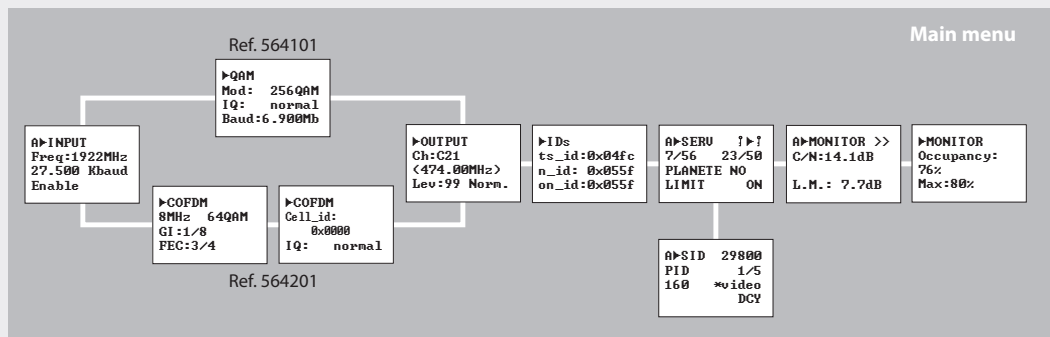 Main menu
Ref. 564101
▶QAM
Mod: 256QAM
IQ: normal
Baud:6.900Mb
A▶INPUT
Freq:1922MHz
27.500 Kbaud
Enable
▶COFDM
8MHz 64QAM
GI:1/8
FEC:3/4
▶COFDM
Cell_id:
0x0000
IQ: normal
Ref. 564201
▶OUTPUT
Ch:C21
(474.00MHz)
Lev:99 Norm.
▶IDs
ts_id:0x04fc
n_id: 0x055f
on_id:0x055f
A▶SERV ?▶?
7/56 23/50
PLANETE NO
LIMIT ON
A▶SID 29800
PID 1/5
160 *video
DCY
A▶MONITOR >>
C/N:14.1dB
L.M.: 7.7dB
▶MONITOR
Occupancy:
76%
Max:80%